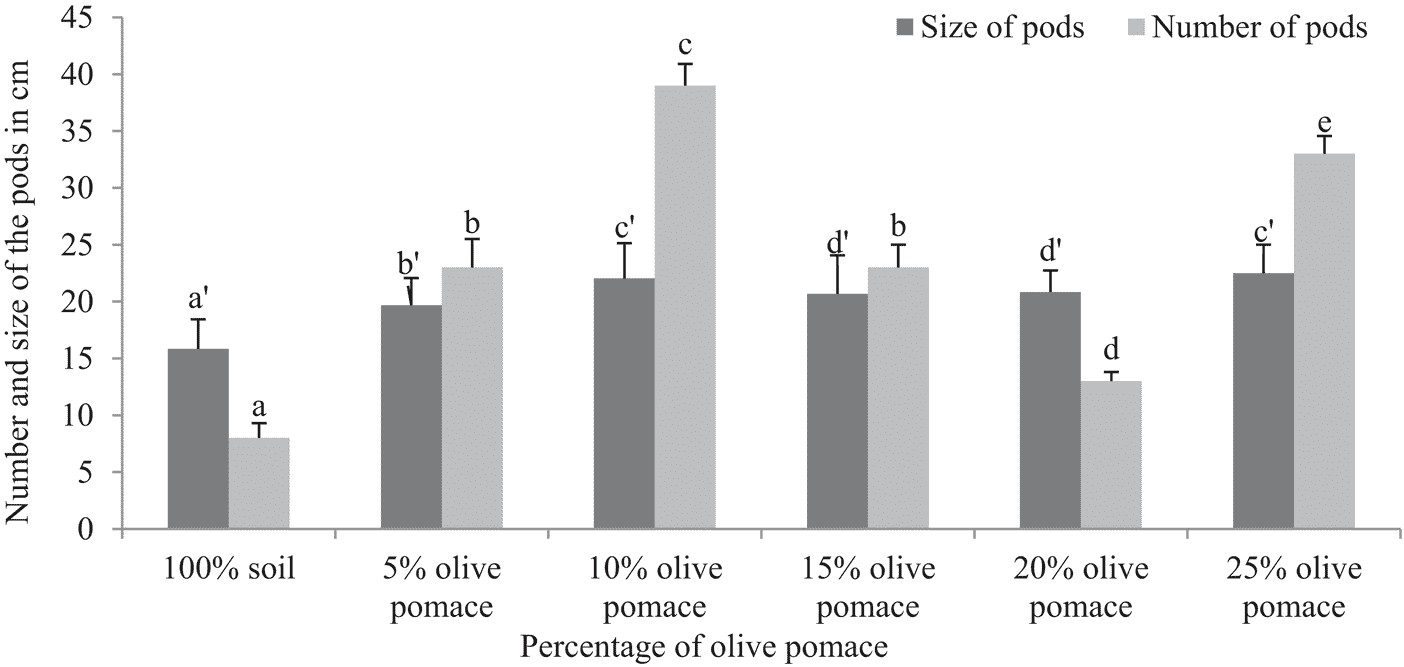 Number and size of the pods in cm
45
40
35
30
25
20
15
10
5
0
Size of pods
Number of pods
a'
a
b'
b
c'
c
d'
b
d'
d
c'
e
100% soil
5% olive
pomace
10% olive
pomace
15% olive
pomace
20% olive
pomace
25% olive
pomace
Percentage of olive pomace